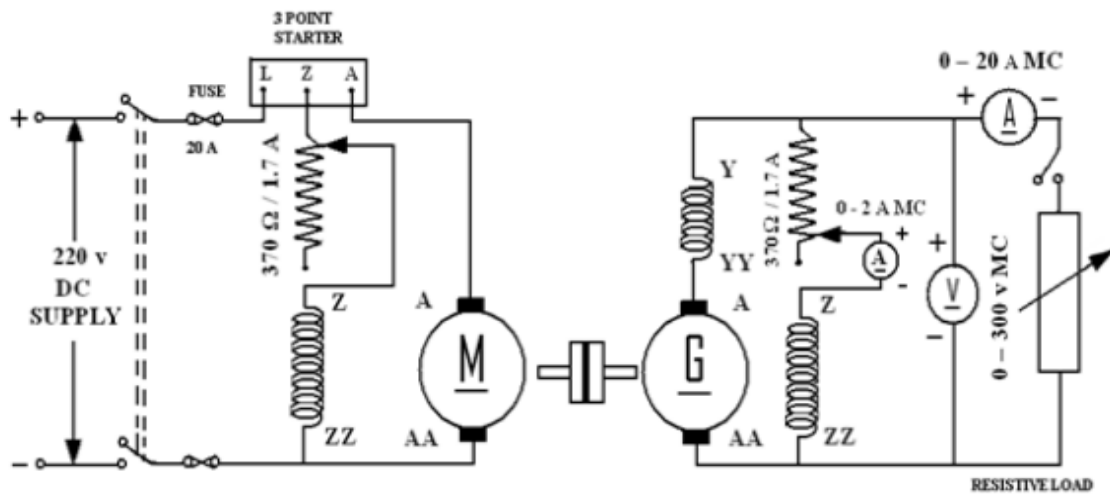 3 POINT
STARTER
L Z A
FUSE
20 A
+
-
220 v
DC
SUPPLY
370 Ω / 1.7 A
Z
ZZ
A
M
AA
0 – 20 A MC
+ A -
Y
YY
370 Ω / 1.7 A
0 - 2 A MC
+
A
-
A
G
AA
Z
ZZ
+
V
-
0 – 300 v MC
RESISTIVE LOAD